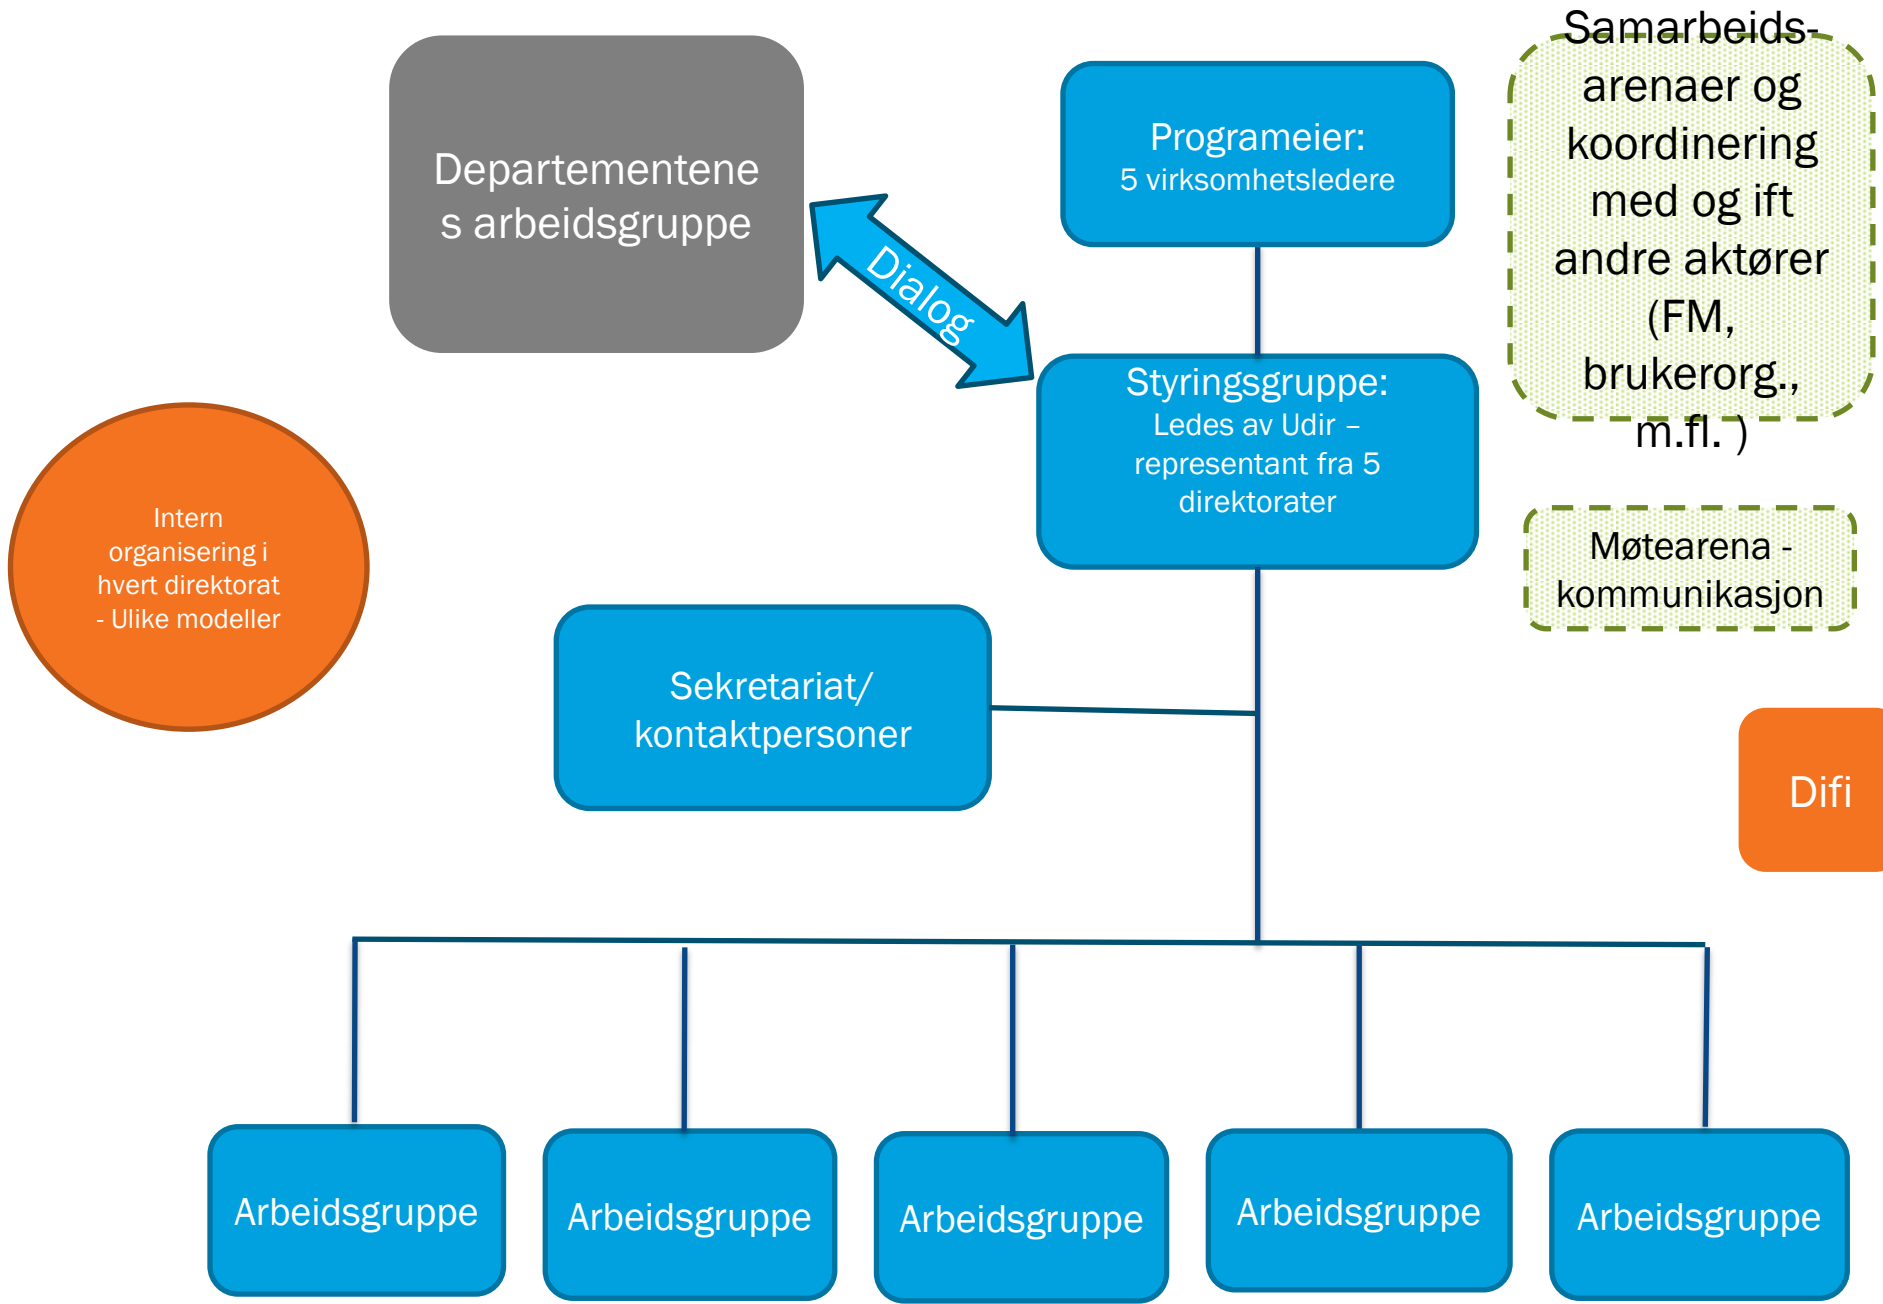 Samarbeids-
arenaer og
koordinering
med og ift
andre aktører
(FM,
brukerorg.,
m.fl. )
Programeier:
5 virksomhetsledere
Departementene
s arbeidsgruppe
Dialog
Styringsgruppe:
Ledes av Udir –
representant fra 5
direktorater
Intern
organisering i
hvert direktorat
- Ulike modeller
Møtearena -
kommunikasjon
Sekretariat/
kontaktpersoner
Difi
Arbeidsgruppe
Arbeidsgruppe
Arbeidsgruppe
Arbeidsgruppe
Arbeidsgruppe